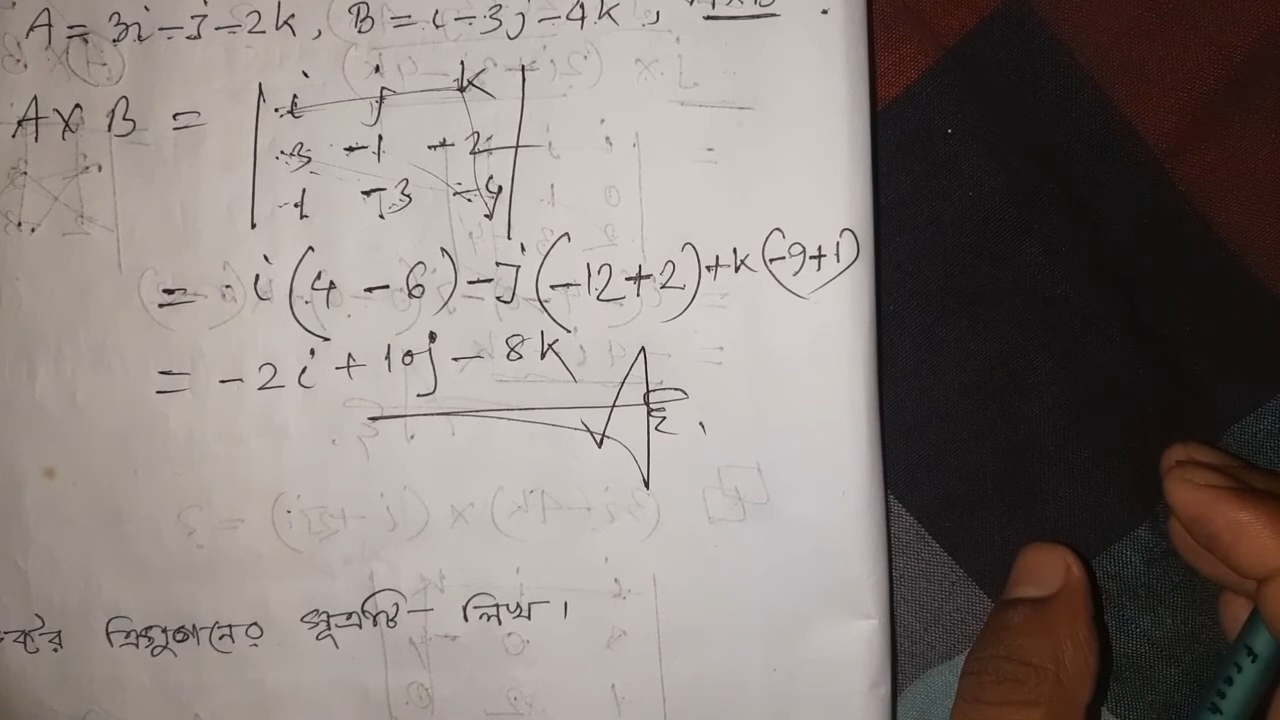 A = 3i - j - 2k, B = i - 3j - 4k,
A x B = | i j k |
| 3 -1 -2 |
| 1 -3 -4 |
= i (4 - 6) - j (-12 + 2) + k (-9 + 1)
= -2i + 10j - 8k
ত্রিগুণনের সূত্রটি লিখ।
Fresh